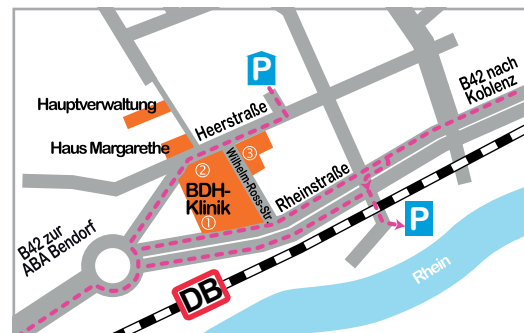 P
B42 nach
Koblenz
Hauptverwaltung
Heerstraße
Haus Margarethe
③
②
Wilhelm-Ross-Str.
Rheinstraße
BDH-
Klinik
①
P
B42 zur
ABA Bendorf
Rhein
DB